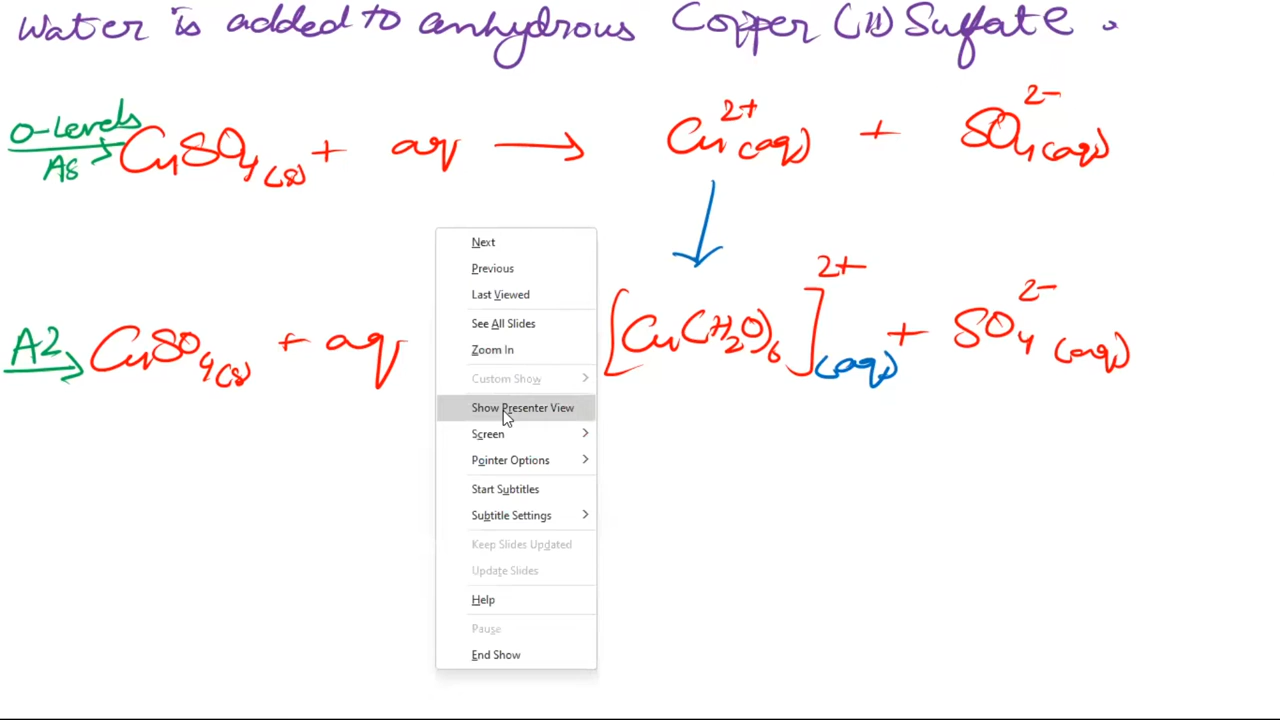 Water is added to anhydrous Copper (II) Sulfate.
O-Levels
AS
CuSO4(s) + aq → Cu2+(aq) + SO42-(aq)
A2
CuSO4(s) + aq [Cu(H2O)6]2+(aq) + SO42-(aq)
Next
Previous
Last Viewed
See All Slides
Zoom In
Custom Show
Show Presenter View
Screen
Pointer Options
Start Subtitles
Subtitle Settings
Keep Slides Updated
Update Slides
Help
Pause
End Show